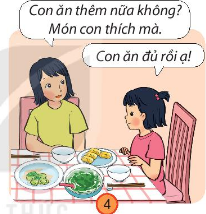 Con ăn thêm nữa không?
Món con thích mà.
Con ăn đủ rồi ạ!
4